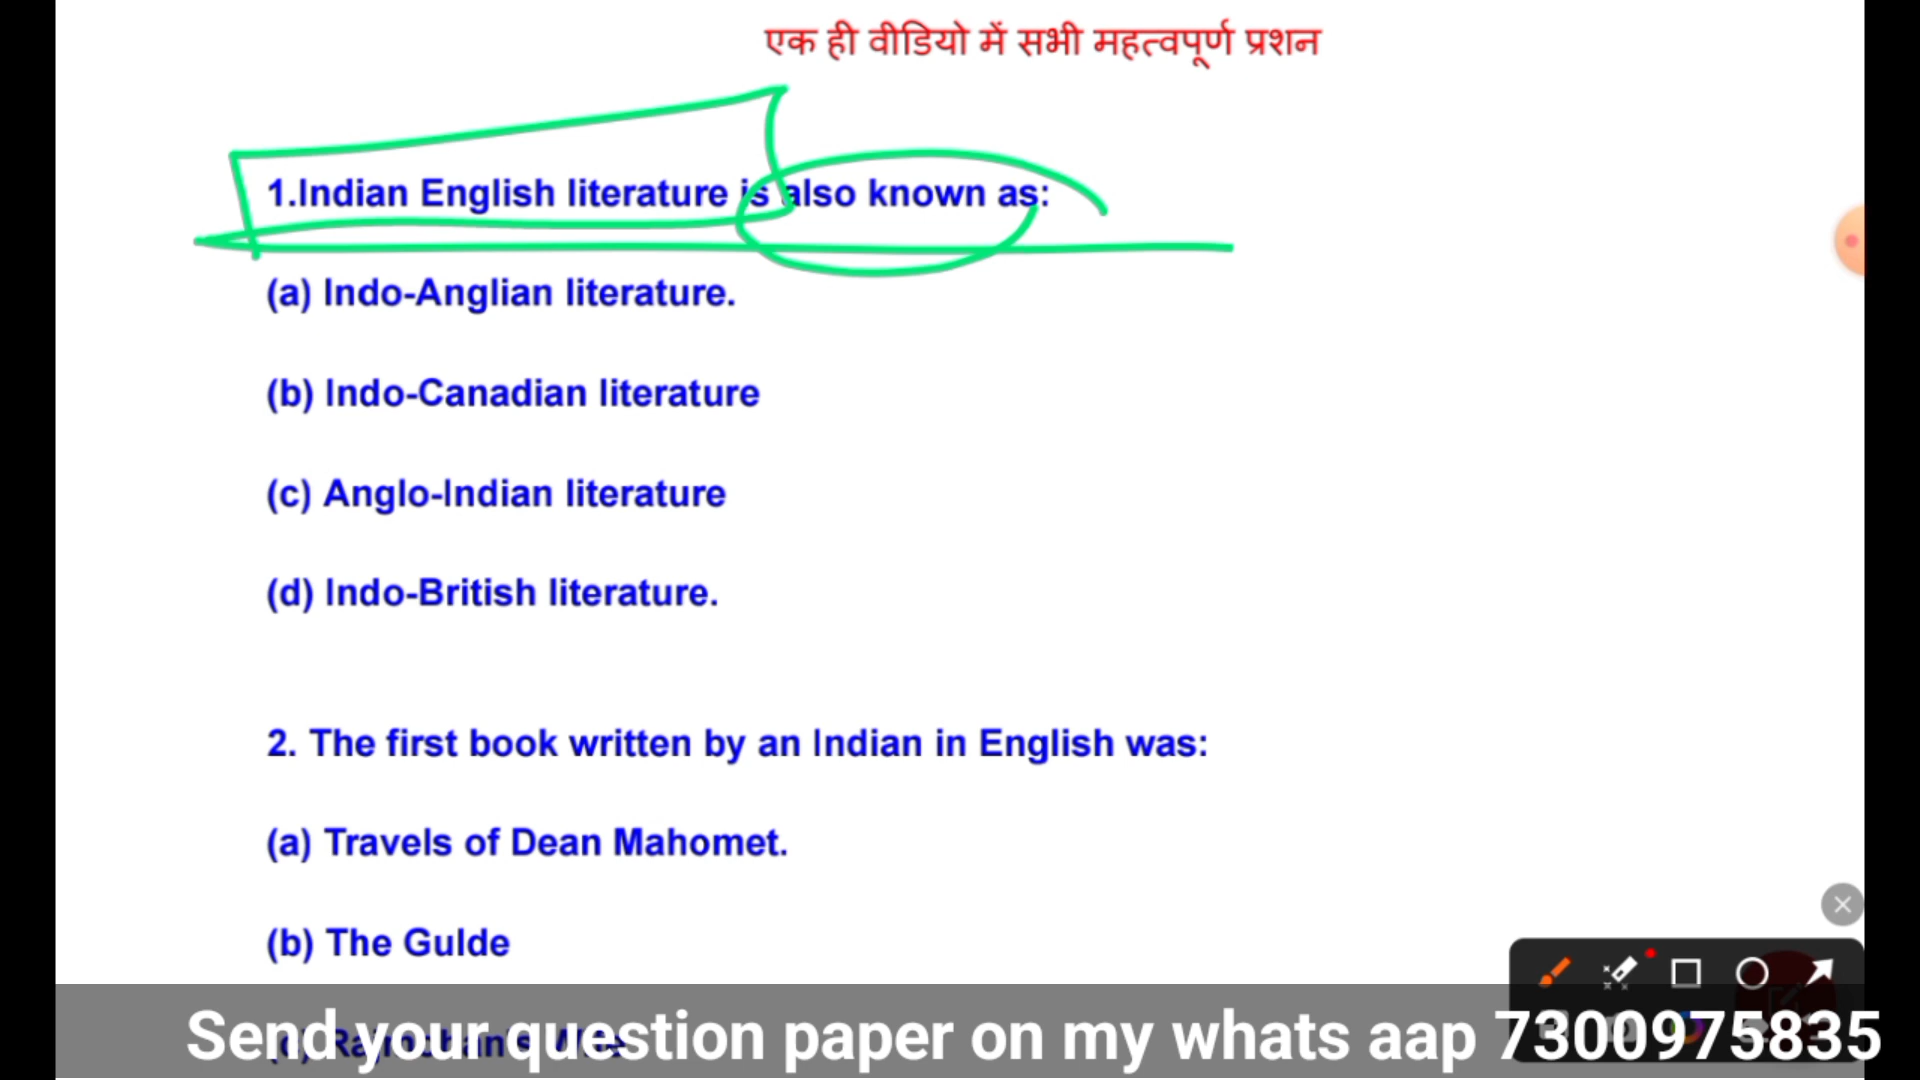 एक ही वीडियो में सभी महत्वपूर्ण प्रशन
1.Indian English literature is also known as:
(a) Indo-Anglian literature.
(b) Indo-Canadian literature
(c) Anglo-Indian literature
(d) Indo-British literature.
2. The first book written by an Indian in English was:
(a) Travels of Dean Mahomet.
(b) The Gulde
Send your question paper on my whats aap 7300975835